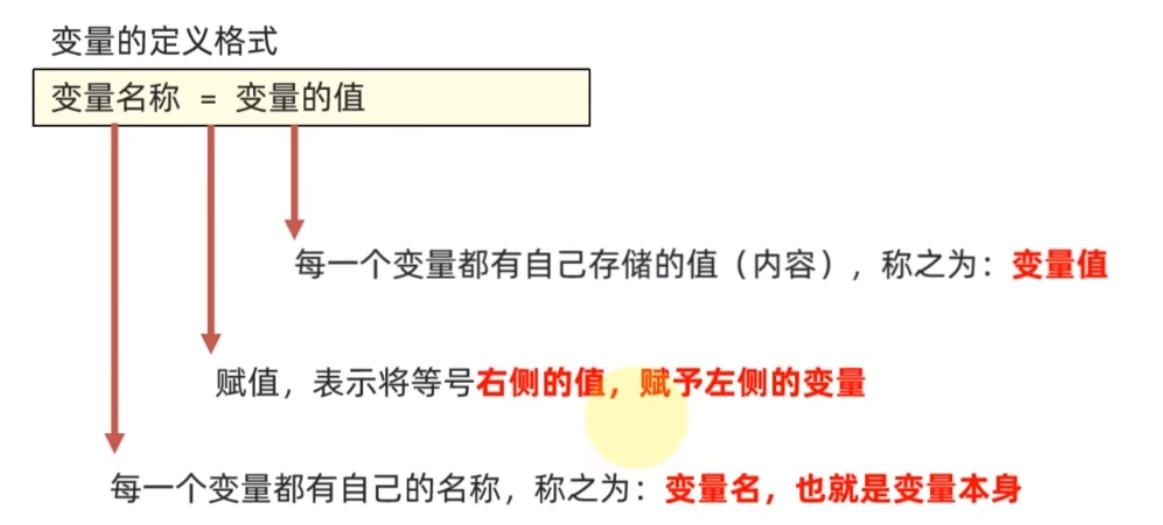 变量的定义格式
变量名称 = 变量的值
每一个变量都有自己存储的值（内容），称之为：变量值
赋值，表示将等号右侧的值，赋予左侧的变量
每一个变量都有自己的名称，称之为：变量名，也就是变量本身